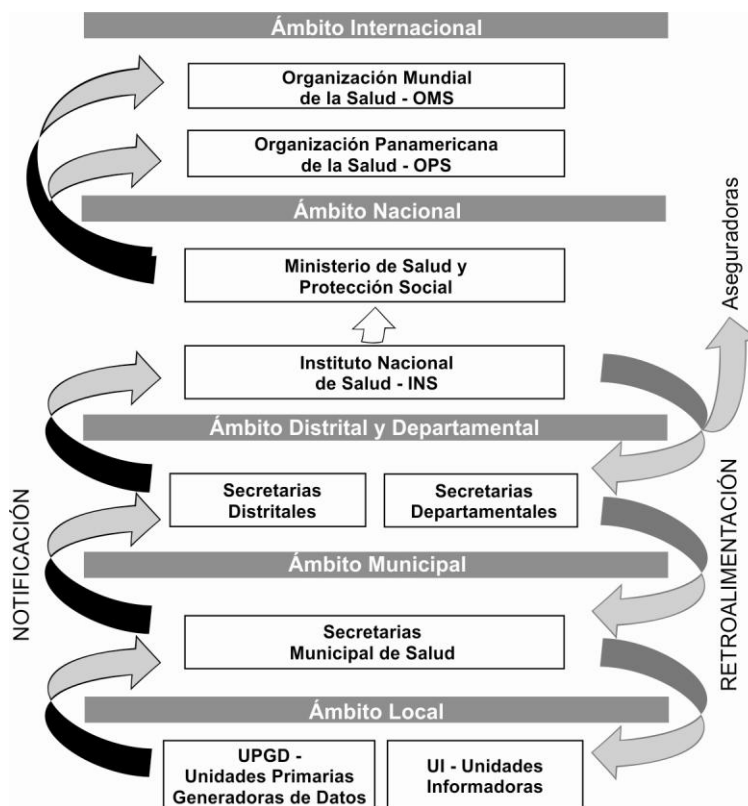 Ámbito Internacional
Organización Mundial
de la Salud - OMS
Organización Panamericana
de la Salud - OPS
Ámbito Nacional
Ministerio de Salud y
Protección Social
Aseguradoras
Instituto Nacional
de Salud - INS
Ámbito Distrital y Departamental
Secretarias
Distritales
Secretarias
Departamentales
NOTIFICACIÓN
RETROALIMENTACIÓN
Ámbito Municipal
Secretarias
Municipal de Salud
Ámbito Local
UPGD -
Unidades Primarias
Generadoras de Datos
UI - Unidades
Informadoras